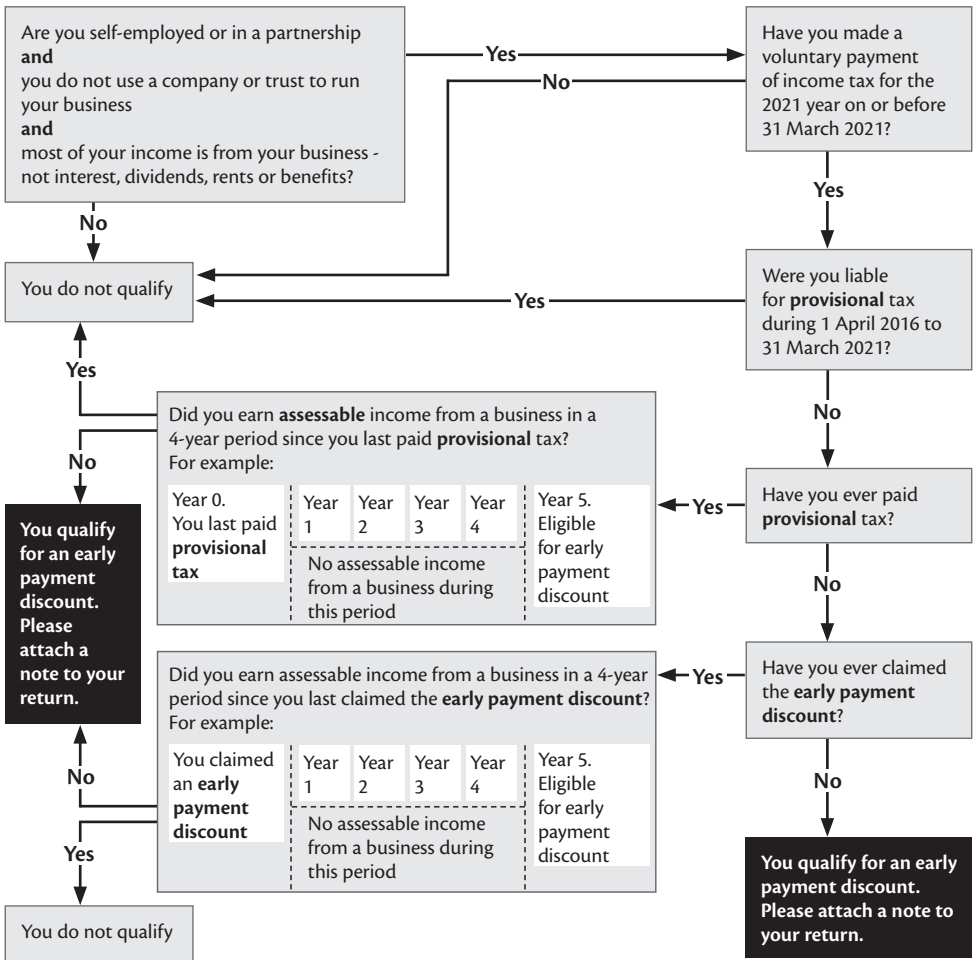 Are you self-employed or in a partnership
and
you do not use a company or trust to run
your business
and
most of your income is from your business -
not interest, dividends, rents or benefits?
Yes
No
Have you made a
voluntary payment
of income tax for the
2021 year on or before
31 March 2021?
No
Yes
You do not qualify
Yes
Were you liable
for provisional tax
during 1 April 2016 to
31 March 2021?
Yes
No
Did you earn assessable income from a business in a
4-year period since you last paid provisional tax?
For example:
Year 0.
You last paid
provisional
tax
Year
1
Year
2
Year
3
Year
4
No assessable income
from a business during
this period
Year 5.
Eligible
for early
payment
discount
Yes
Have you ever paid
provisional tax?
No
No
You qualify
for an early
payment
discount.
Please
attach a
note to your
return.
Did you earn assessable income from a business in a 4-year
period since you last claimed the early payment discount?
For example:
You claimed
an early
payment
discount
Year
1
Year
2
Year
3
Year
4
No assessable income
from a business during
this period
Year 5.
Eligible
for early
payment
discount
Yes
Have you ever claimed
the early payment
discount?
No
No
Yes
You do not qualify
You qualify for an early
payment discount.
Please attach a note to
your return.